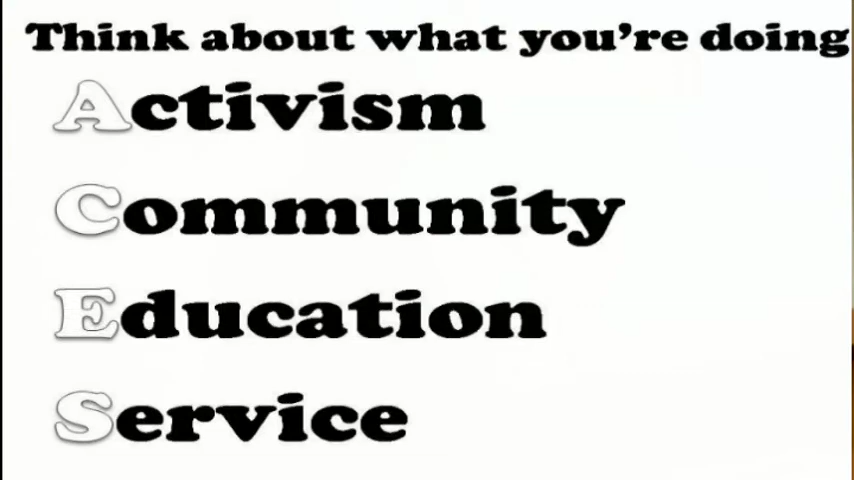 Think about what you're doing
Activism
Community
Education
Service